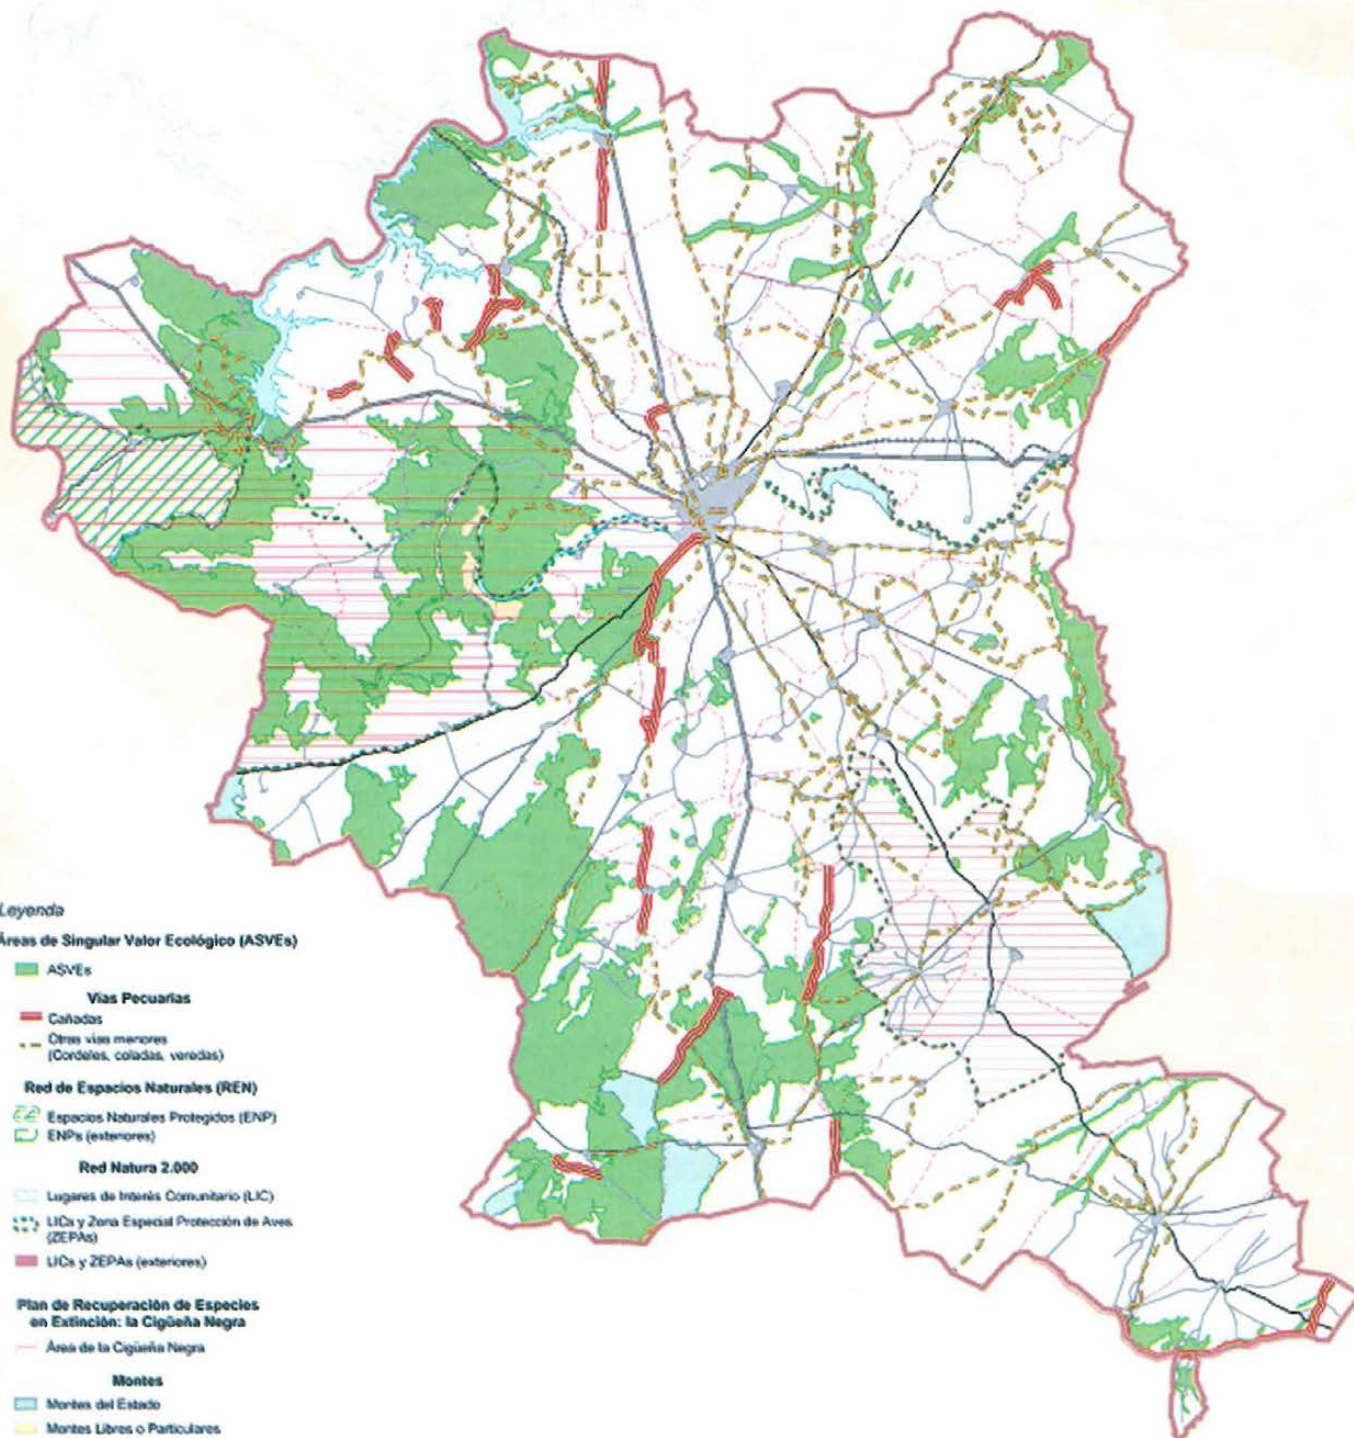 Leyenda
Áreas de Singular Valor Ecológico (ASVEs)
ASVEs
Vías Pecuarias
Cañadas
Otras vías menores
(Cordeles, coladas, veredas)
Red de Espacios Naturales (REN)
Espacios Naturales Protegidos (ENP)
ENPs (exteriores)
Red Natura 2.000
Lugares de Interés Comunitario (LIC)
LICs y Zona Especial Protección de Aves
(ZEPAs)
LICs y ZEPAs (exteriores)
Plan de Recuperación de Especies
en Extinción: la Cigüeña Negra
Área de la Cigüeña Negra
Montes
Montes del Estado
Montes Libres o Particulares